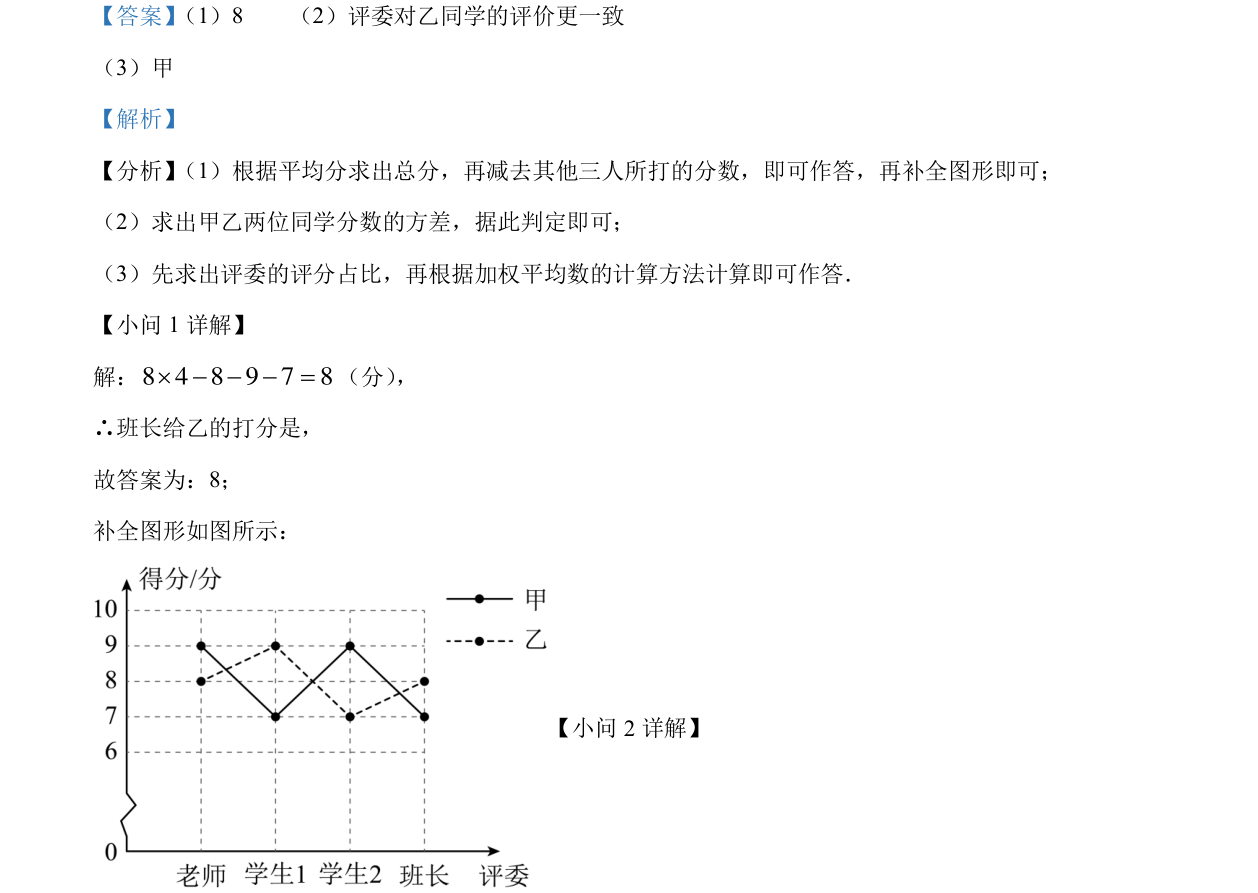 【答案】（1）8 （2）评委对乙同学的评价更一致
（3）甲
【解析】
【分析】（1）根据平均分求出总分，再减去其他三人所打的分数，即可作答，再补全图形即可；
（2）求出甲乙两位同学分数的方差，据此判定即可；
（3）先求出评委的评分占比，再根据加权平均数的计算方法计算即可作答．
【小问 1 详解】
解：8×4−8−9−7=8（分），
∴班长给乙的打分是，
故答案为：8；
补全图形如图所示：
得分/分
10
9
8
7
6
0
老师 学生1 学生2 班长 评委
甲
乙
【小问 2 详解】